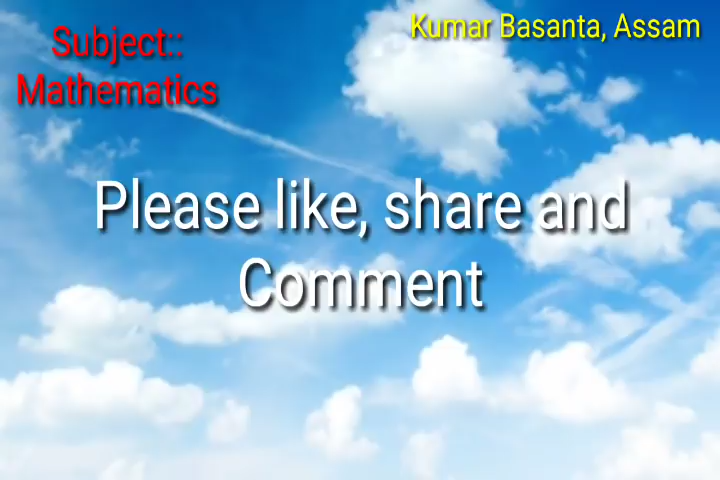 Subject::
Mathematics
Kumar Basanta, Assam
Please like, share and
Comment